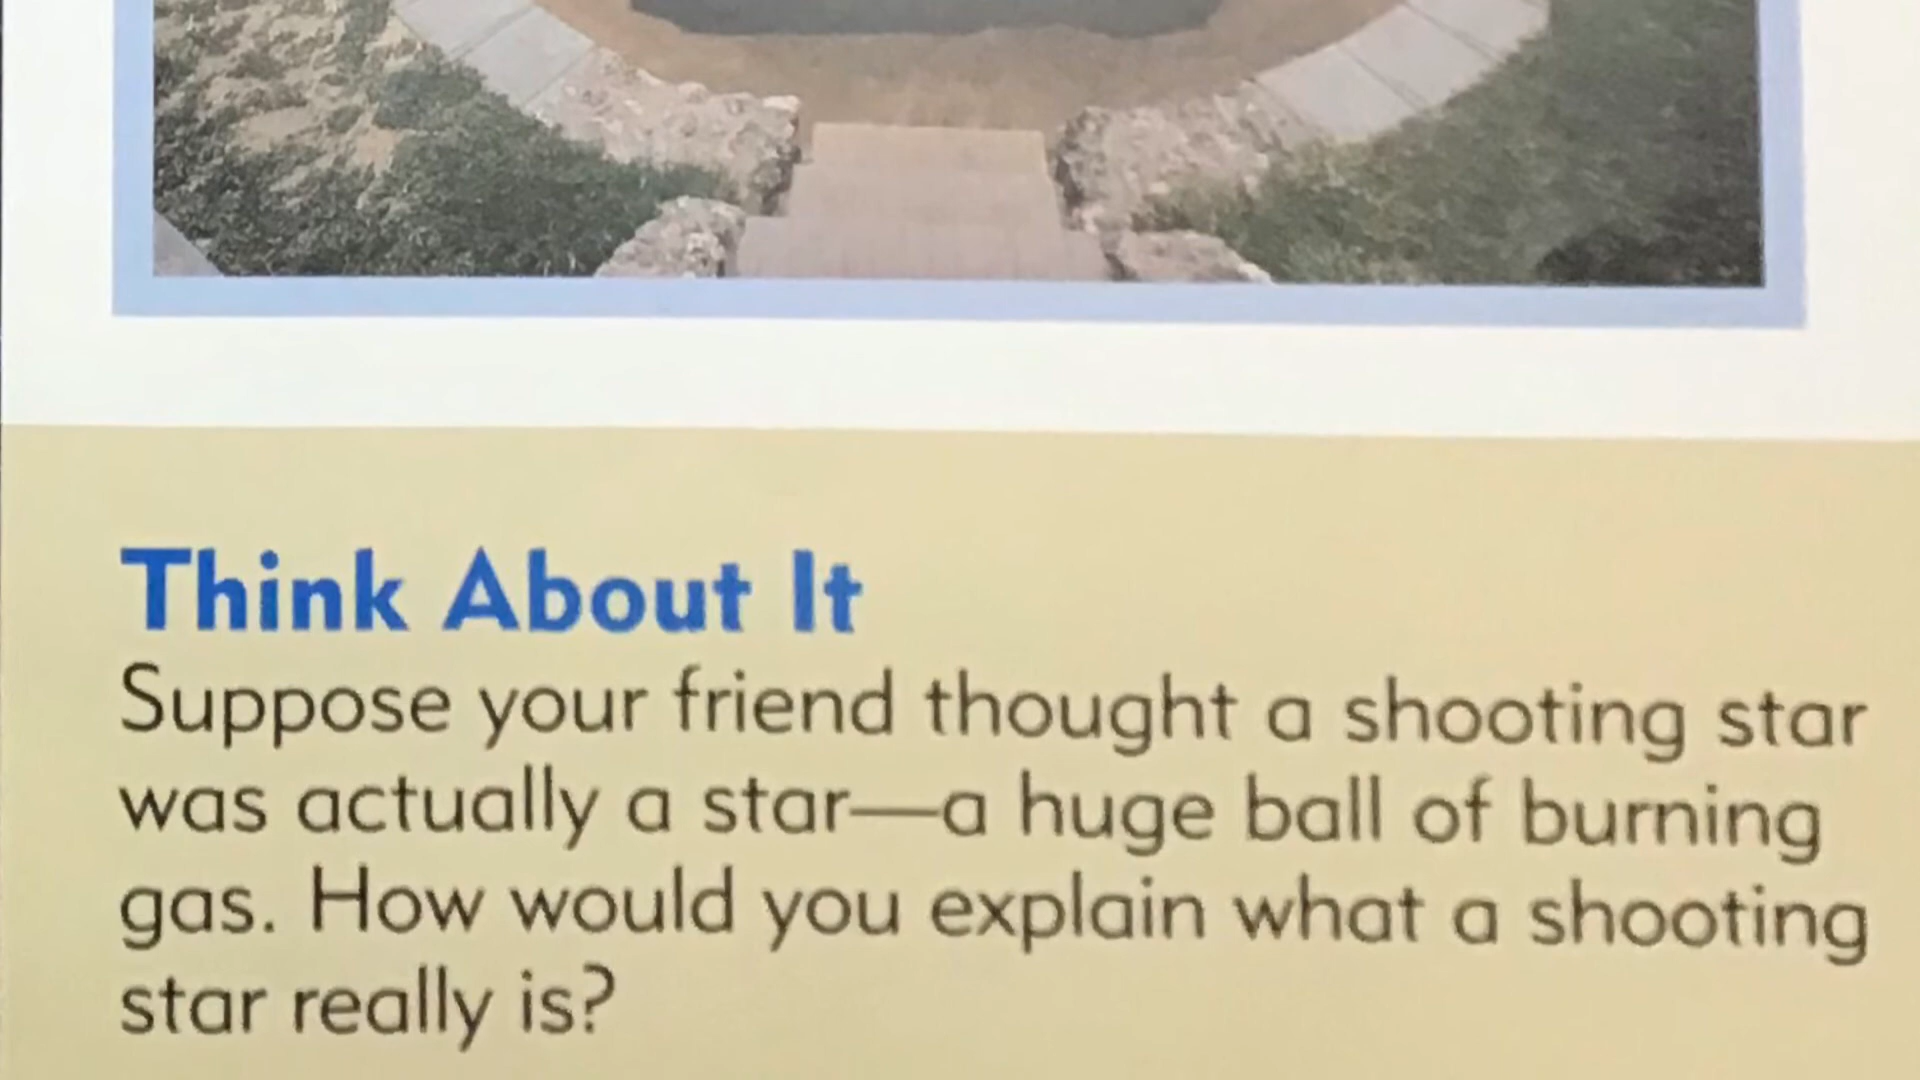 Think About It
Suppose your friend thought a shooting star
was actually a star—a huge ball of burning
gas. How would you explain what a shooting
star really is?